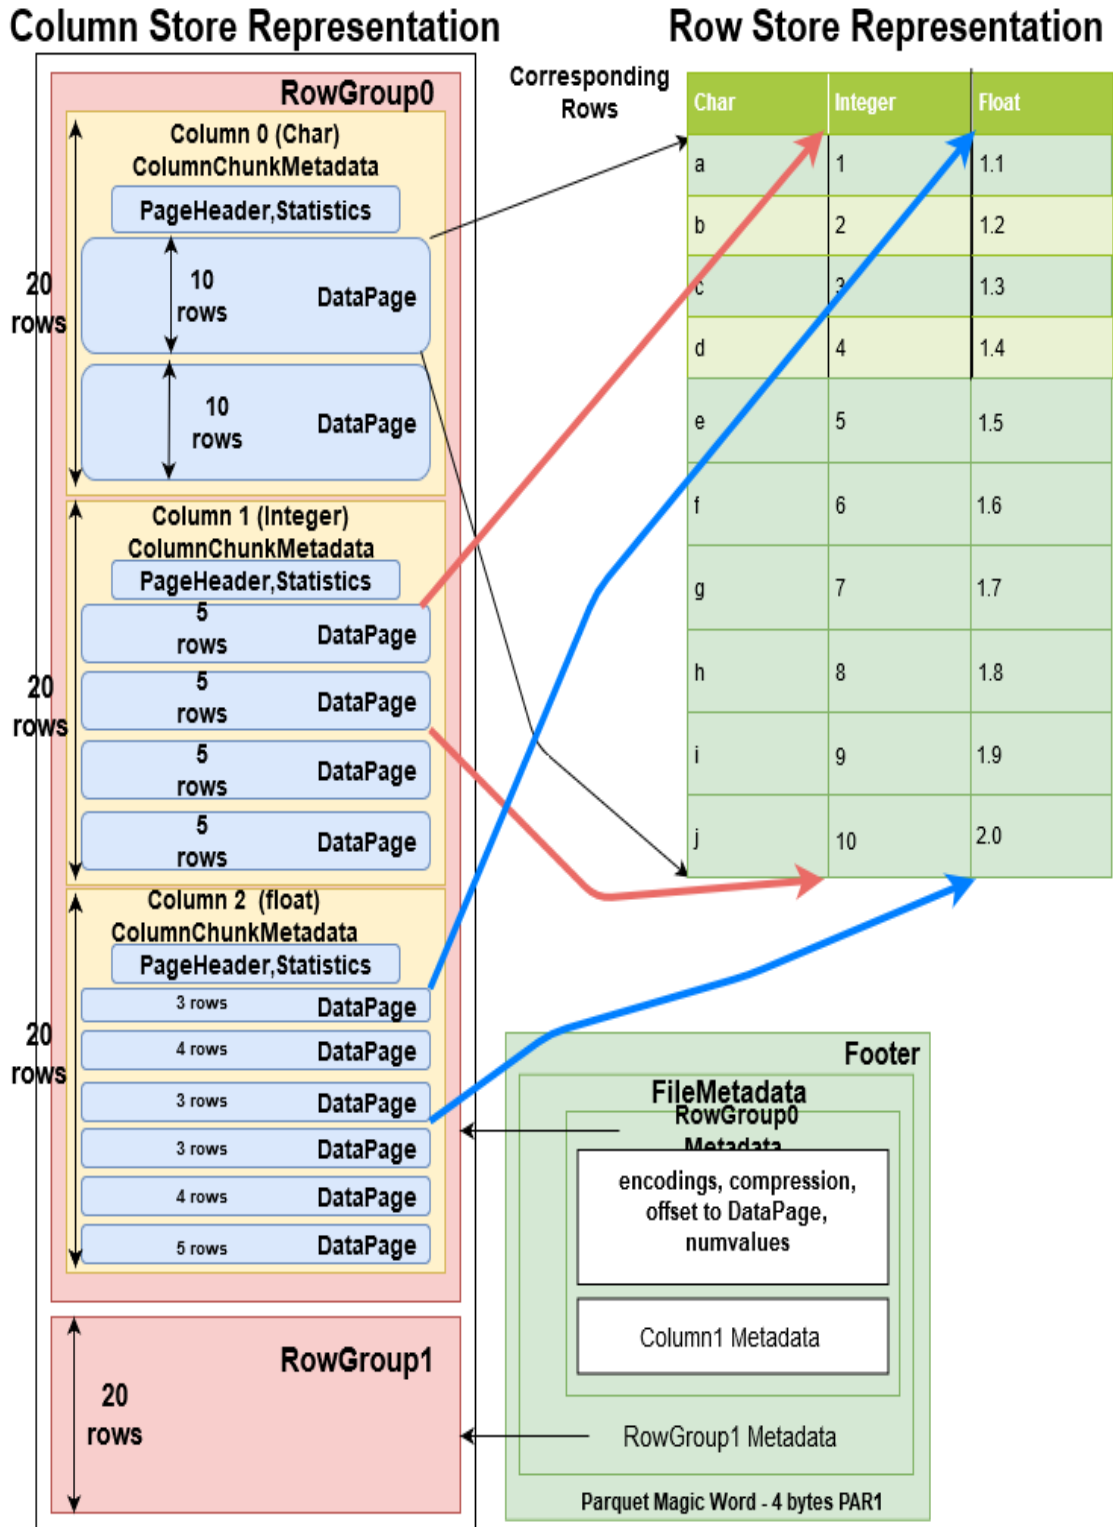 Column Store Representation
Row Store Representation
RowGroup0
Column 0 (Char)
ColumnChunkMetadata
PageHeader,Statistics
20
rows
10
rows
DataPage
10
rows
DataPage
Column 1 (Integer)
ColumnChunkMetadata
PageHeader,Statistics
20
rows
5
rows
DataPage
5
rows
DataPage
5
rows
DataPage
5
rows
DataPage
Column 2 (float)
ColumnChunkMetadata
PageHeader,Statistics
20
rows
3 rows
DataPage
4 rows
DataPage
3 rows
DataPage
3 rows
DataPage
4 rows
DataPage
5 rows
DataPage
RowGroup1
20
rows
Corresponding
Rows
Char Integer Float
a 1 1.1
b 2 1.2
c 3 1.3
d 4 1.4
e 5 1.5
f 6 1.6
g 7 1.7
h 8 1.8
i 9 1.9
j 10 2.0
Footer
FileMetadata
RowGroup0
Metadata
encodings, compression,
offset to DataPage,
numvalues
Column1 Metadata
RowGroup1 Metadata
Parquet Magic Word - 4 bytes PAR1